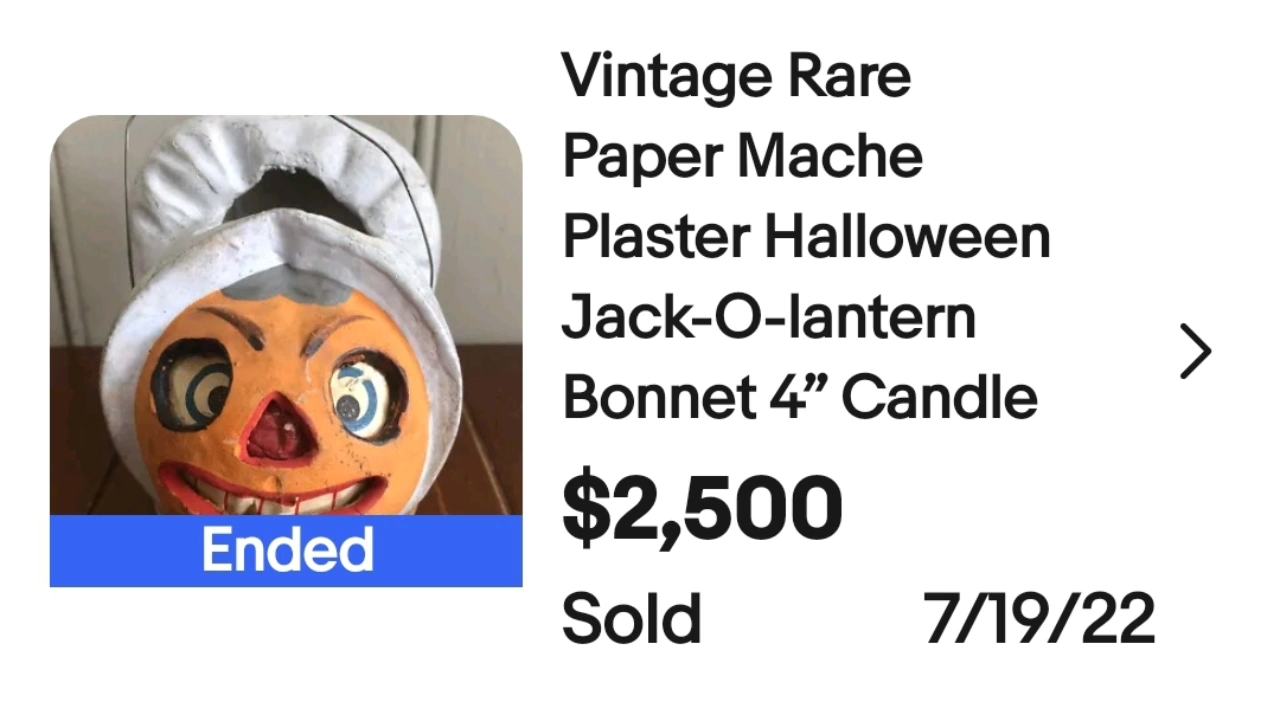 Vintage Rare
Paper Mache
Plaster Halloween
Jack-O-lantern
Bonnet 4” Candle
$2,500
Ended
Sold 7/19/22